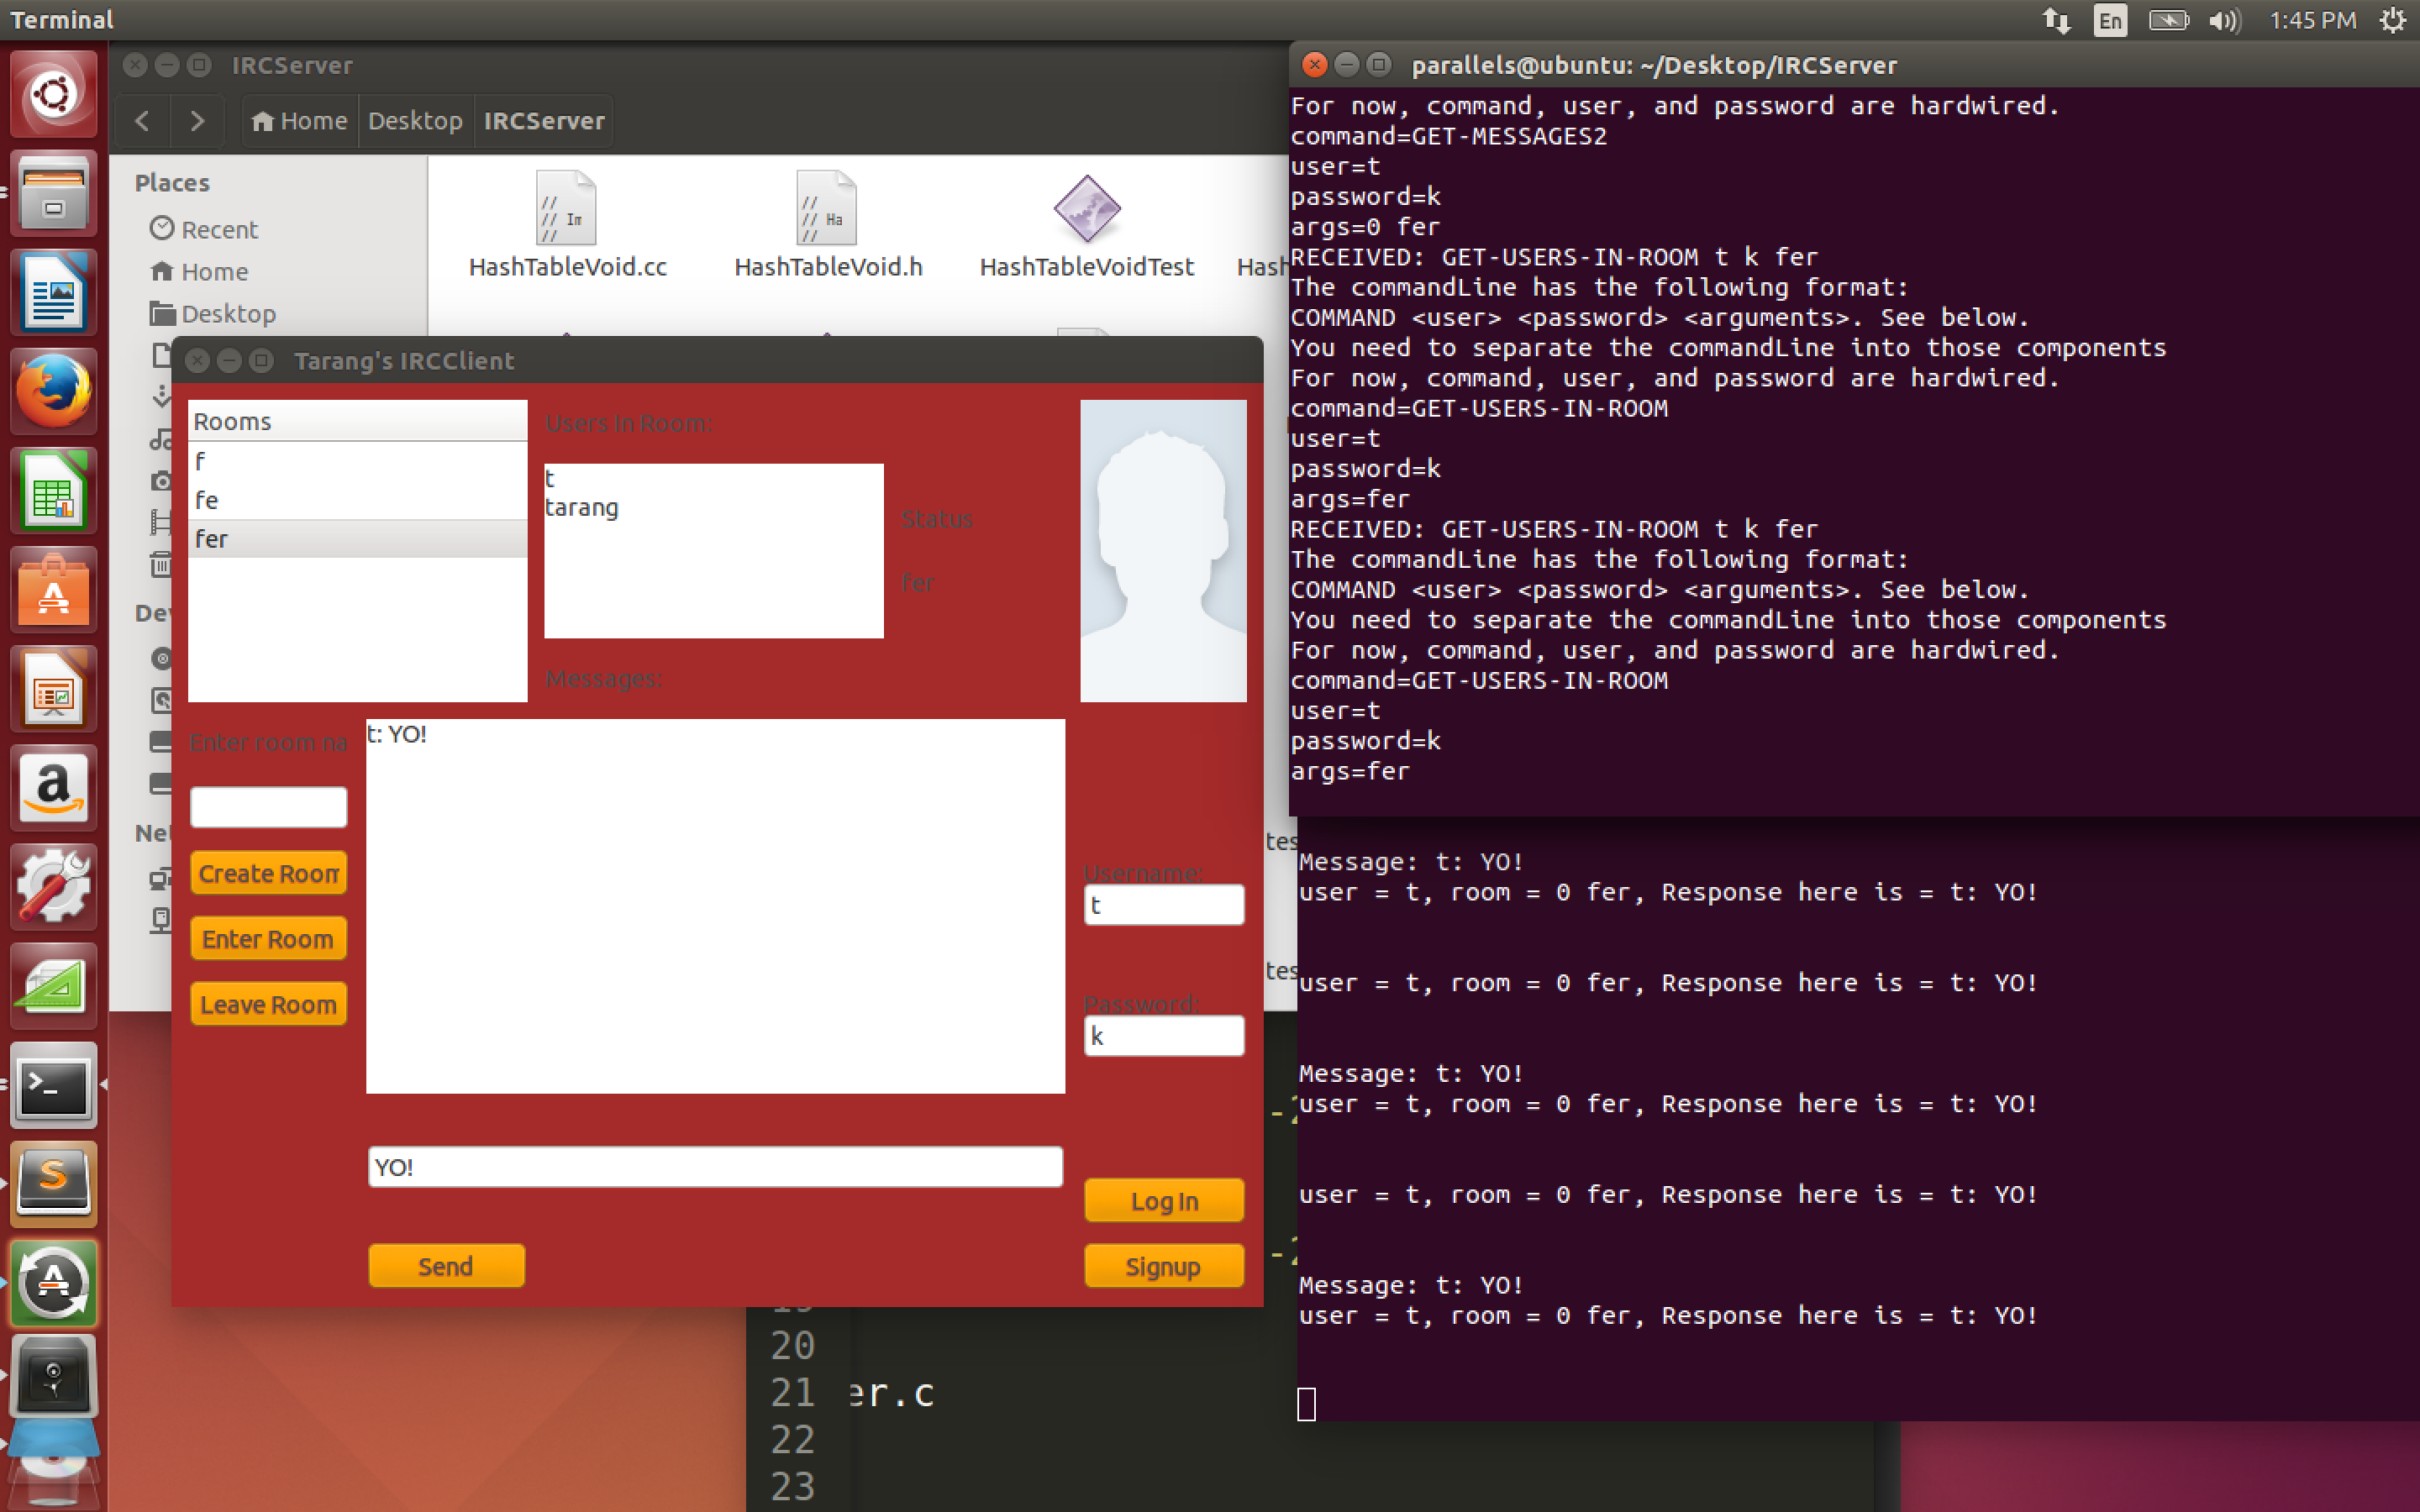 Terminal
En
1:45 PM
IRCServer
Home
Desktop
IRCServer
Places
Recent
Home
Desktop
// Im
// Ha
HashTableVoid.cc
HashTableVoid.h
HashTableVoidTest
Hash
Tarang's IRCClient
Rooms
f
fe
fer
Users In Room:
t
tarang
Status
fer
Messages:
t: YO!
Enter room na
Create Room
Enter Room
Leave Room
Username:
t
Password:
k
YO!
Send
Log In
Signup
De
Ne
tes
tes
-2
-2
19
20
21 er.c
22
23
parallels@ubuntu: ~/Desktop/IRCServer
For now, command, user, and password are hardwired.
command=GET-MESSAGES2
user=t
password=k
args=0 fer
RECEIVED: GET-USERS-IN-ROOM t k fer
The commandLine has the following format:
COMMAND <user> <password> <arguments>. See below.
You need to separate the commandLine into those components
For now, command, user, and password are hardwired.
command=GET-USERS-IN-ROOM
user=t
password=k
args=fer
RECEIVED: GET-USERS-IN-ROOM t k fer
The commandLine has the following format:
COMMAND <user> <password> <arguments>. See below.
You need to separate the commandLine into those components
For now, command, user, and password are hardwired.
command=GET-USERS-IN-ROOM
user=t
password=k
args=fer
Message: t: YO!
user = t, room = 0 fer, Response here is = t: YO!
user = t, room = 0 fer, Response here is = t: YO!
Message: t: YO!
user = t, room = 0 fer, Response here is = t: YO!
user = t, room = 0 fer, Response here is = t: YO!
Message: t: YO!
user = t, room = 0 fer, Response here is = t: YO!